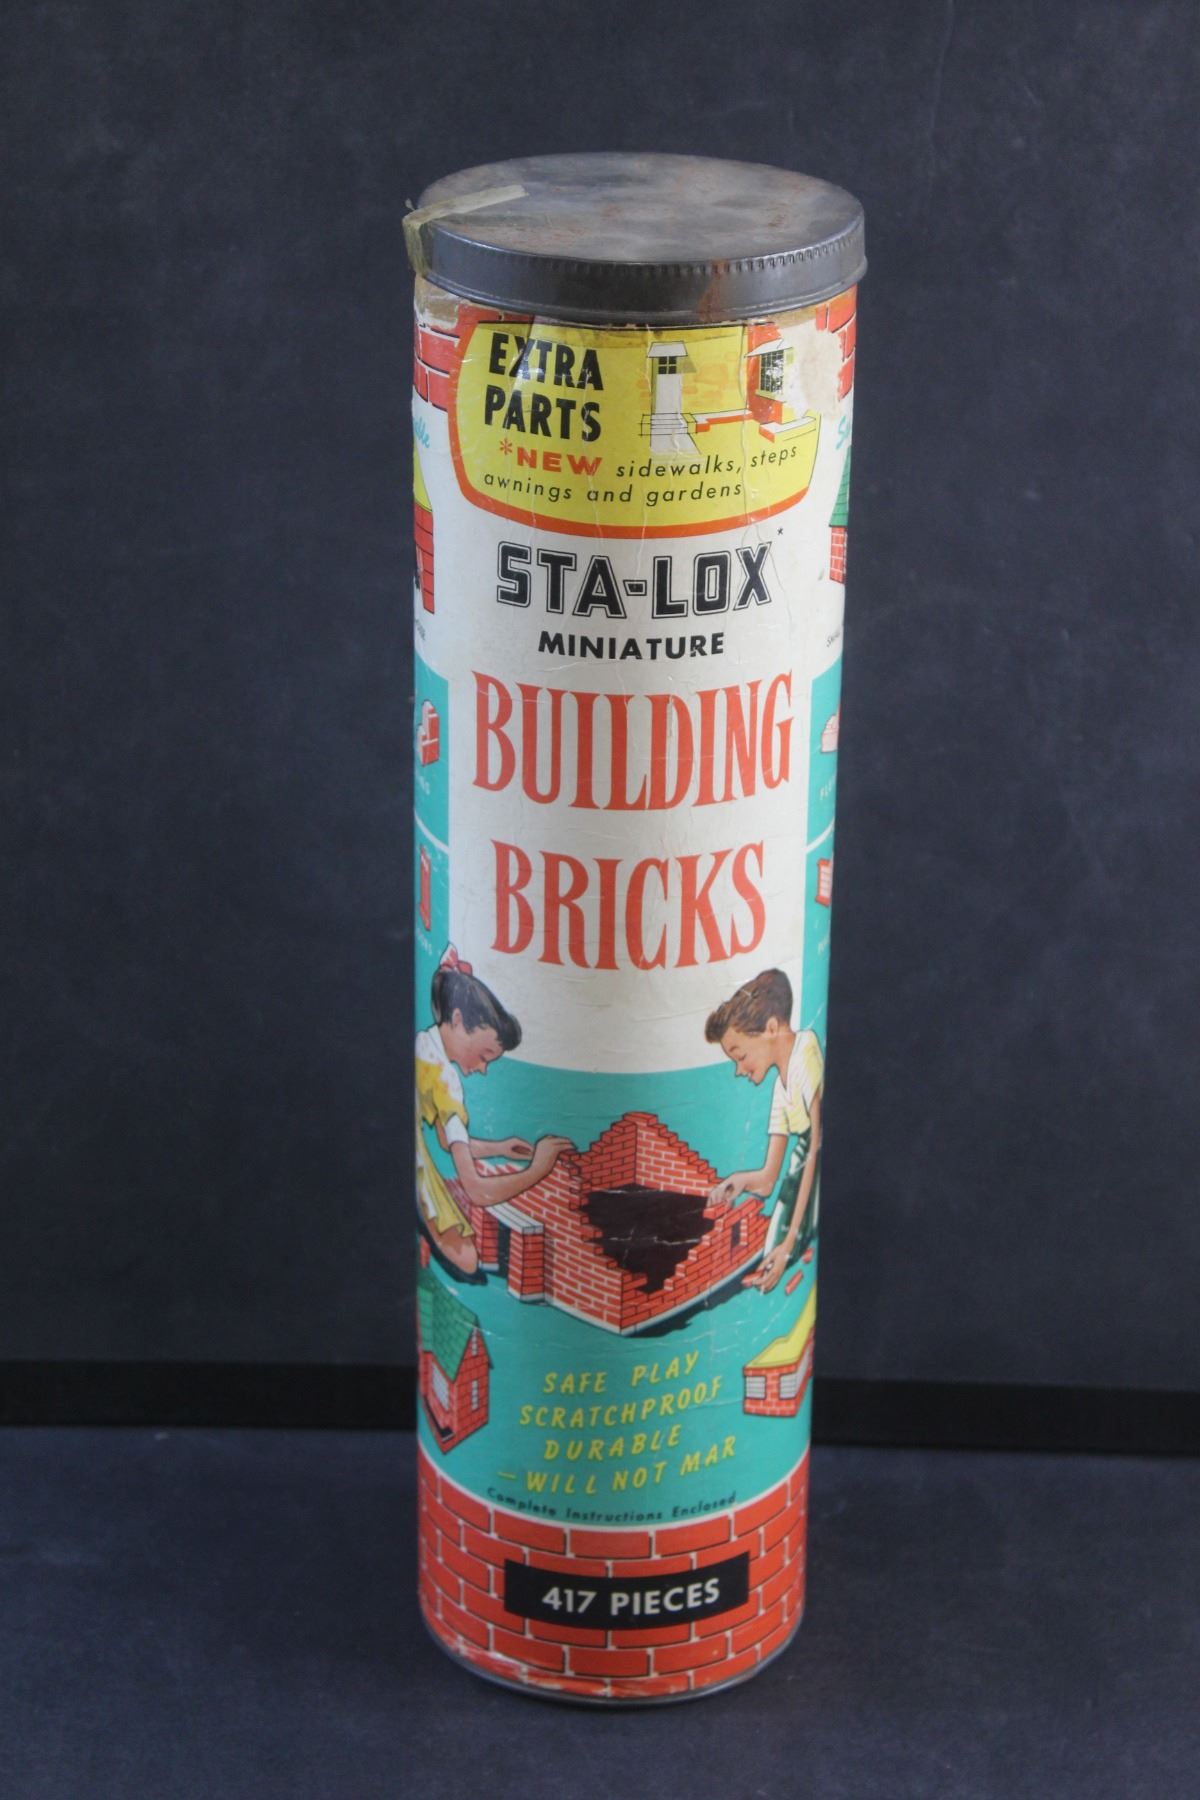 EXTRA
PARTS
*NEW sidewalks, steps
awnings and gardens
STA-LOX*
MINIATURE
BUILDING
BRICKS
SAFE PLAY
SCRATCHPROOF
DURABLE
– WILL NOT MAR
Complete Instructions Enclosed
417 PIECES